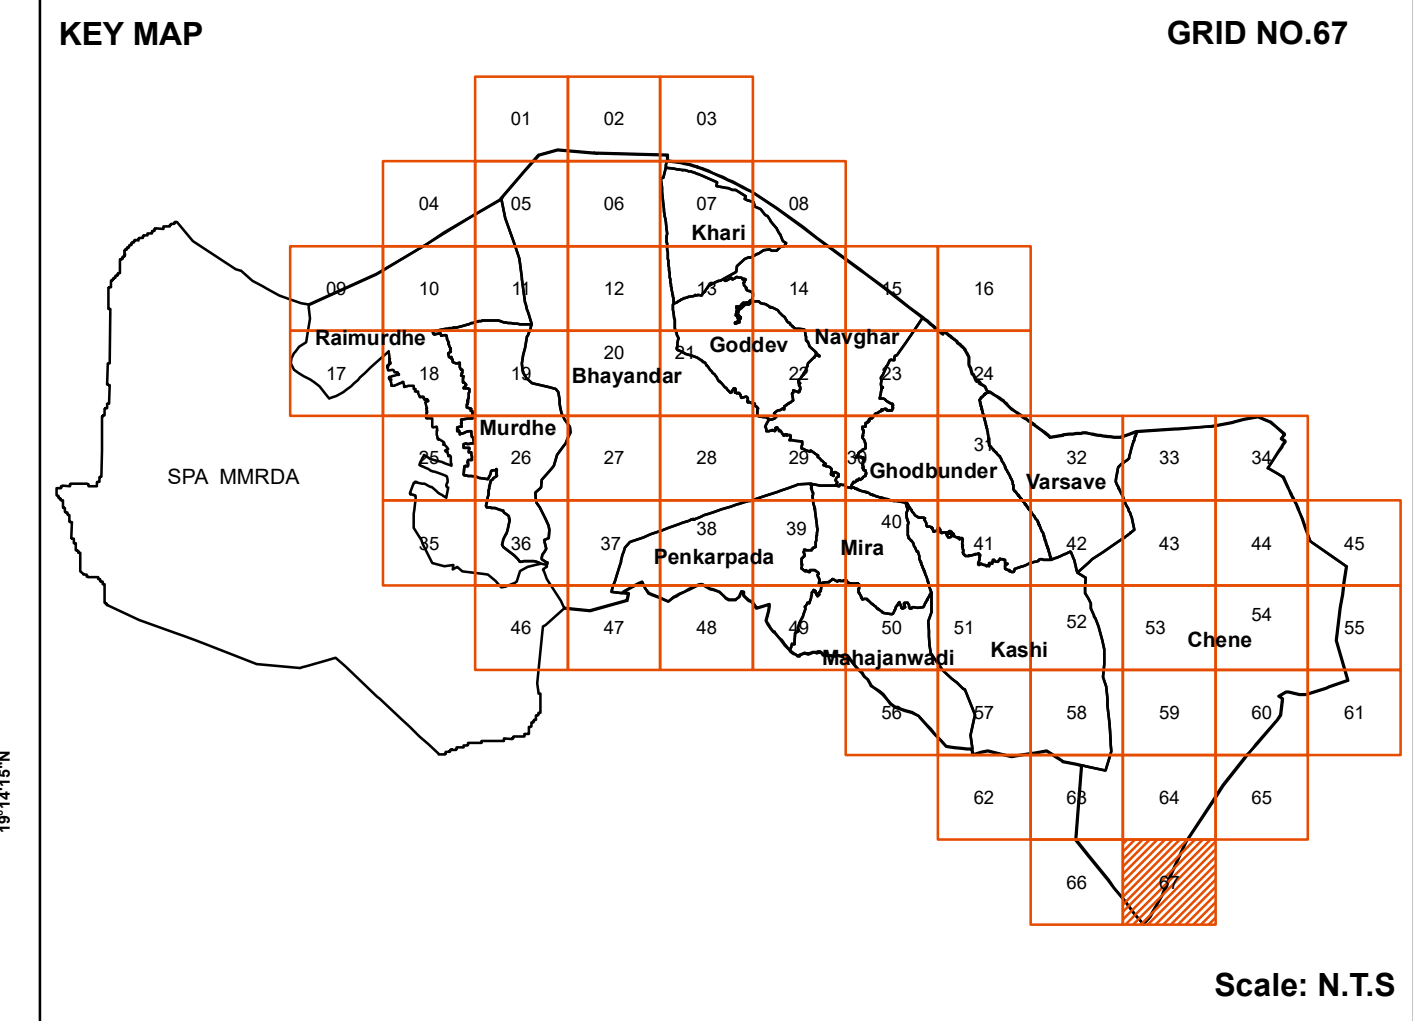 KEY MAP GRID NO.67
01 02 03
04 05 06 07 08
Khari
09 10 11 12 13 14 15 16
Raimurdhe Goddev Navghar
17 18 19 20 21 22 23 24
Bhayandar
Murdhe
25 26 27 28 29 30 31 32 33 34
SPA MMRDA Ghodbunder Varsave
35 36 37 38 39 40 41 42 43 44 45
Penkarpada Mira
46 47 48 49 50 51 52 53 54 55
Mahajanwadi Kashi Chene
56 57 58 59 60 61
62 63 64 65
66 67
19°14'15"N
Scale: N.T.S